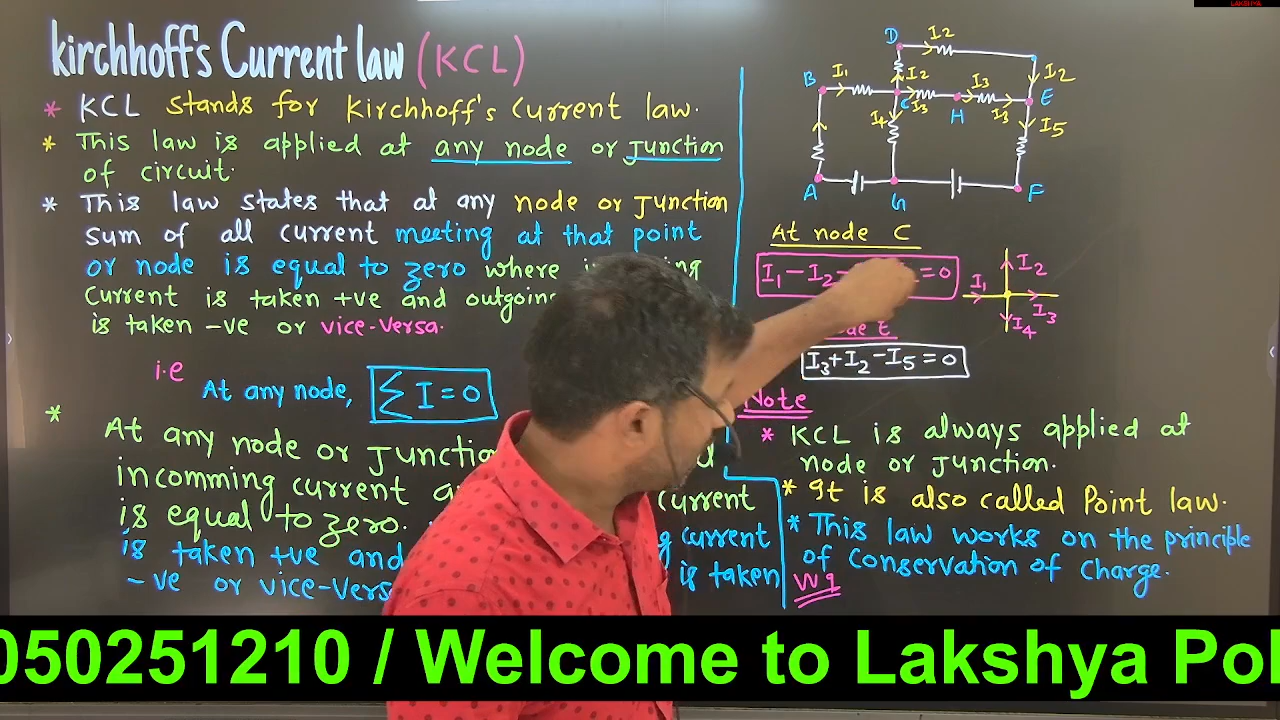 LAKSHYA
kirchhoff's Current law (KCL)
* KCL stands for Kirchhoff's Current law.
* This law is applied at any node or Junction
of circuit.
* This law states that at any node or Junction
sum of all current meeting at that point
or node is equal to zero where
current is taken +ve and
is taken -ve or vice-versa.
i.e
At any node, ∑ I = 0
* At any node or
incomming current current
is equal to zero. current
is taken +ve and is taken
-ve or
D I2
B I1 I2 I3 I3 I2
C H E
I4 I3 I5
A G F
At node C
I1 - I2 - = 0
I1 I2 I3 I4
I3 + I2 - I5 = 0
Note
* KCL is always applied at
node or Junction.
* It is also called Point law.
* This law works on the principle
of Conservation of Charge.
W9
050251210 / Welcome to Lakshya